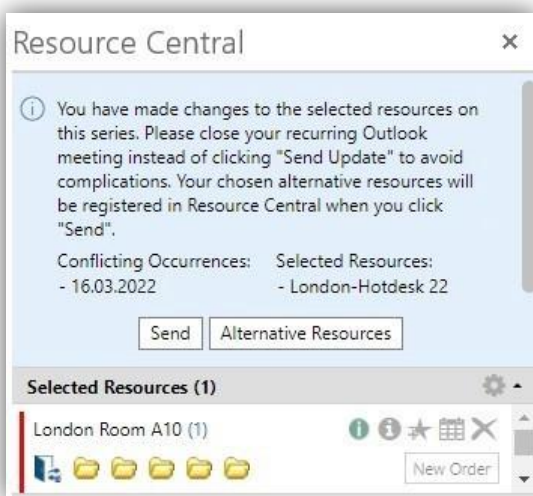 Resource Central
You have made changes to the selected resources on
this series. Please close your recurring Outlook
meeting instead of clicking "Send Update" to avoid
complications. Your chosen alternative resources will
be registered in Resource Central when you click
"Send".
Conflicting Occurrences: Selected Resources:
- 16.03.2022 - London-Hotdesk 22
Send Alternative Resources
Selected Resources (1)
London Room A10 (1)
New Order